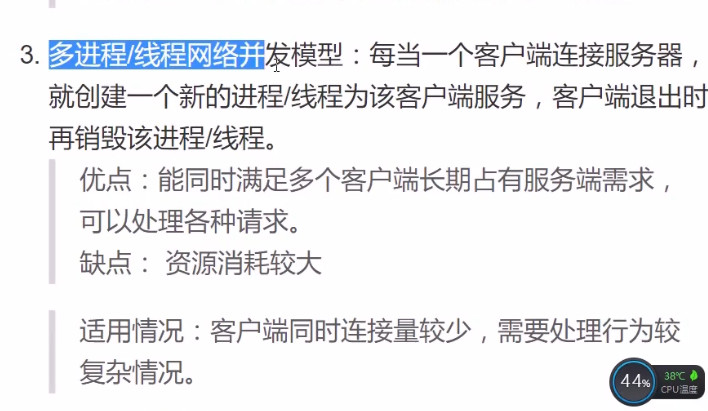 3. 多进程/线程网络并发模型：每当一个客户端连接服务器，
就创建一个新的进程/线程为该客户端服务，客户端退出时
再销毁该进程/线程。
优点：能同时满足多个客户端长期占有服务端需求，
可以处理各种请求。
缺点： 资源消耗较大
适用情况：客户端同时连接量较少，需要处理行为较
复杂情况。
44%
38℃
CPU温度